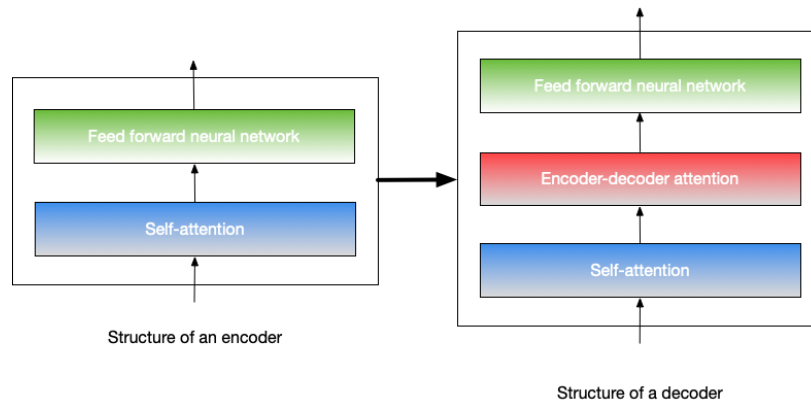 Feed forward neural network
Self-attention
Structure of an encoder
Feed forward neural network
Encoder-decoder attention
Self-attention
Structure of a decoder